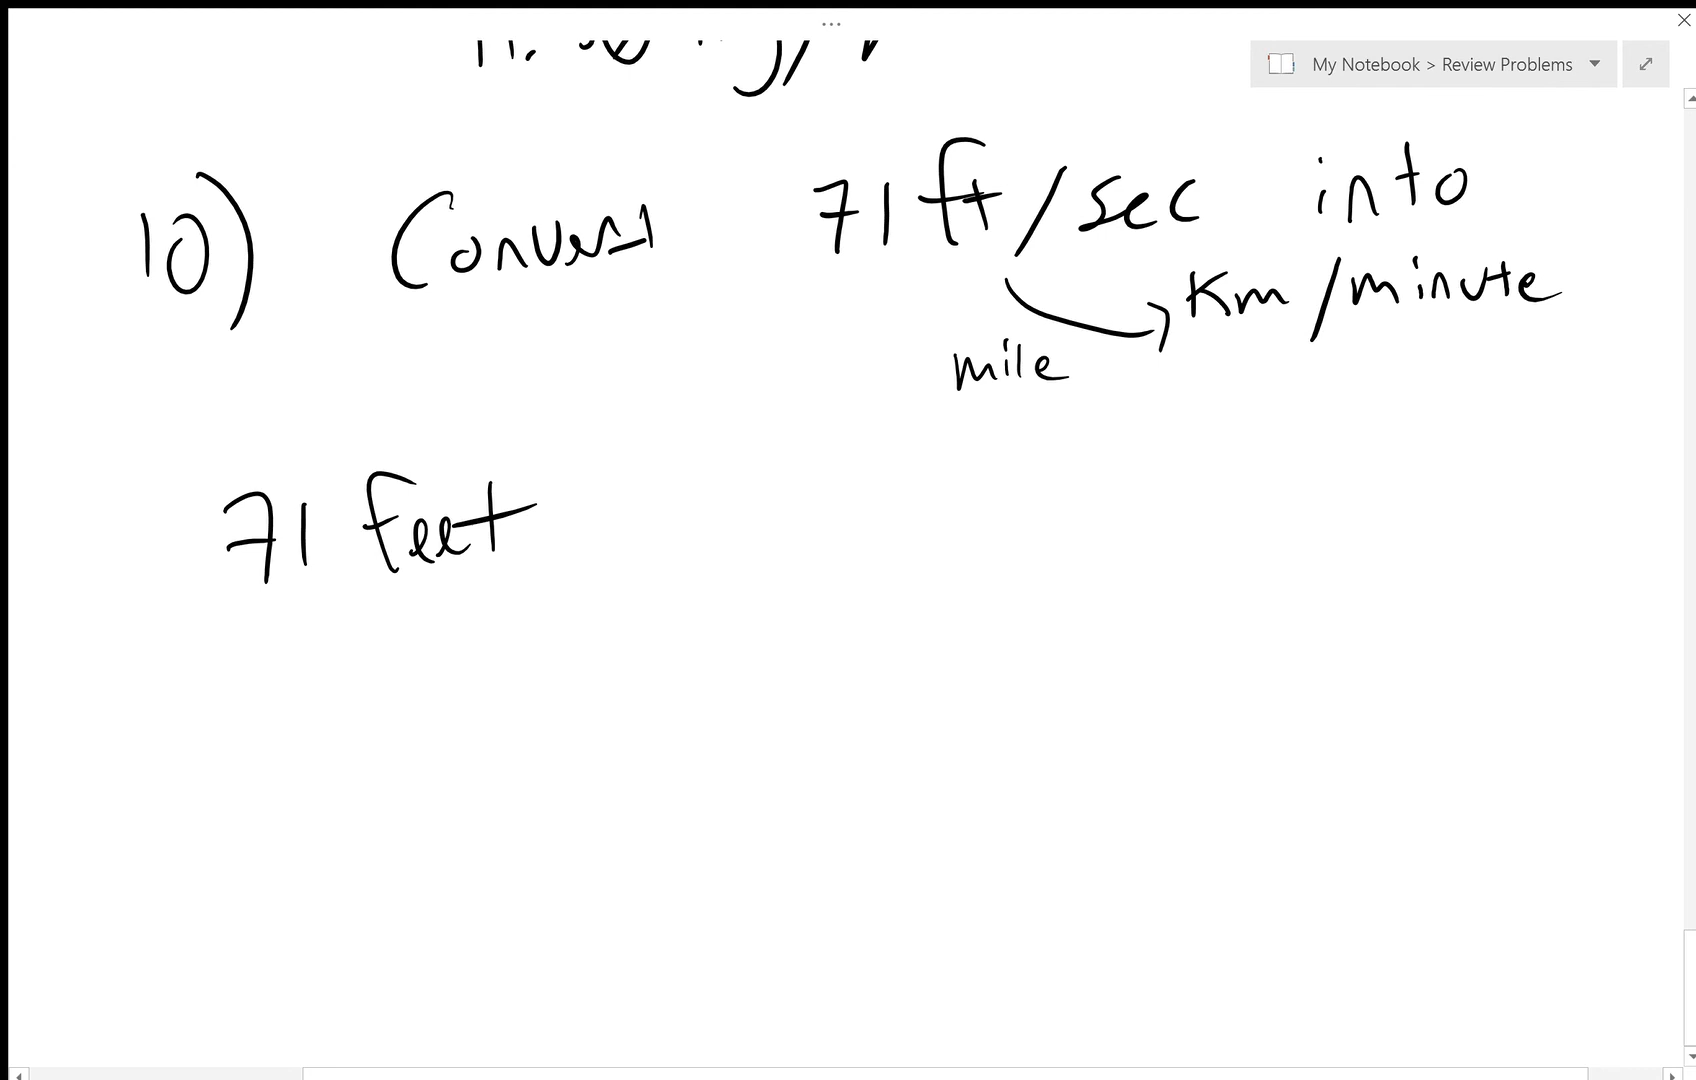 My Notebook > Review Problems
10) Convert 71 ft/sec into
Km/minute
mile
71 feet